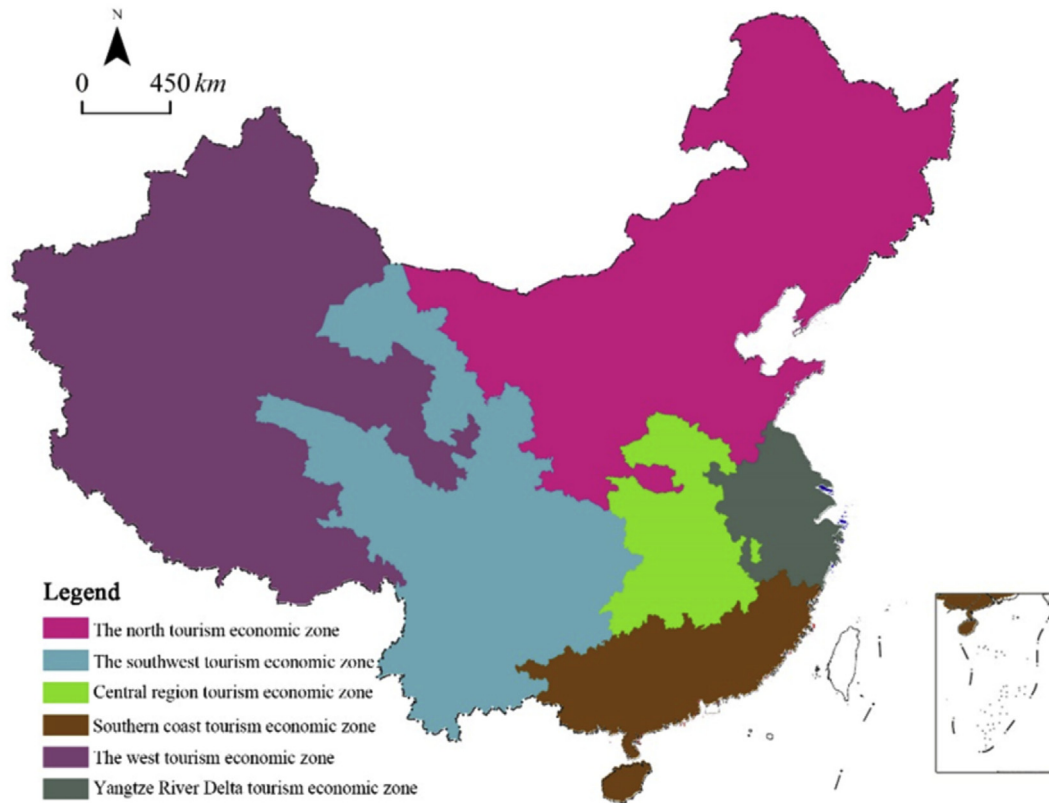 N
0 450 km
Legend
The north tourism economic zone
The southwest tourism economic zone
Central region tourism economic zone
Southern coast tourism economic zone
The west tourism economic zone
Yangtze River Delta tourism economic zone